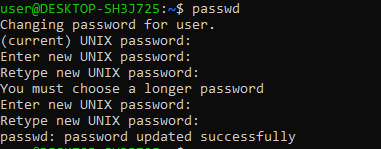 user@DESKTOP-SH3J725:~$ passwd
Changing password for user.
(current) UNIX password:
Enter new UNIX password:
Retype new UNIX password:
You must choose a longer password
Enter new UNIX password:
Retype new UNIX password:
passwd: password updated successfully